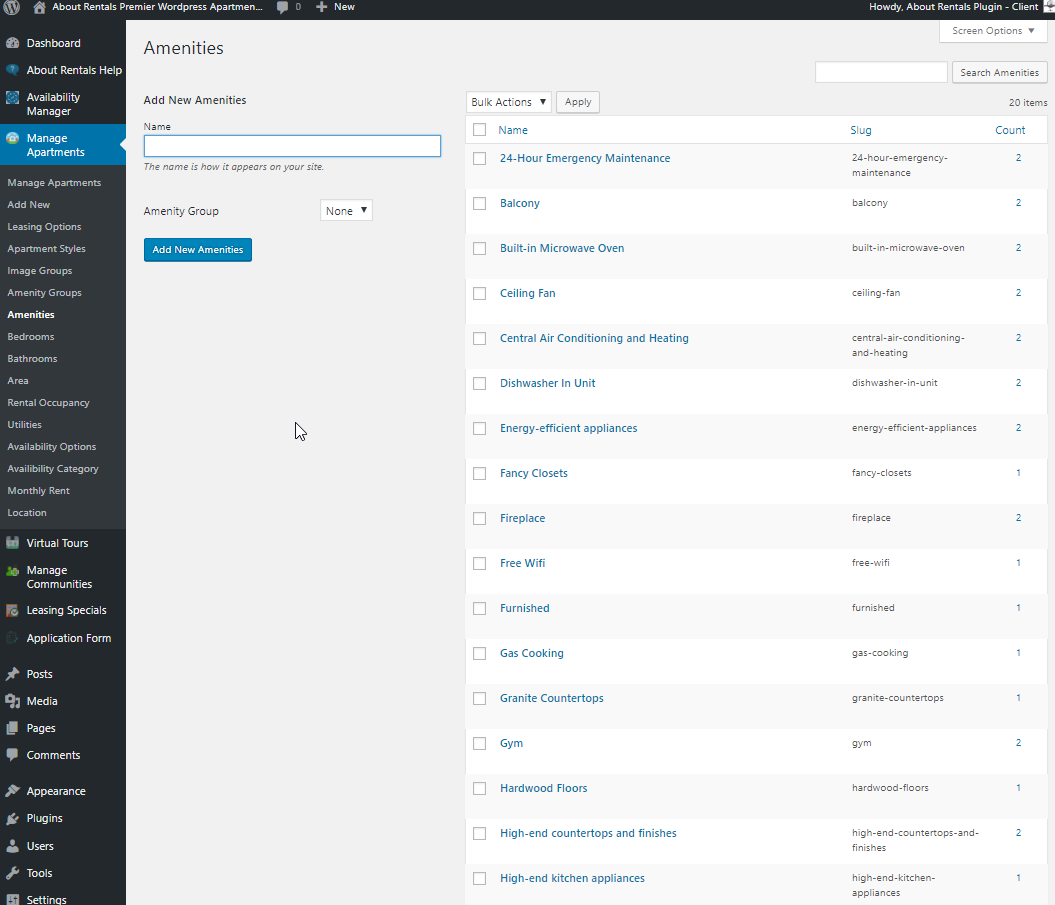 About Rentals Premier Wordpress Apartmen...
0
New
Howdy, About Rentals Plugin - Client
Dashboard
About Rentals Help
Availability
Manager
Manage
Apartments
Manage Apartments
Add New
Leasing Options
Apartment Styles
Image Groups
Amenity Groups
Amenities
Bedrooms
Bathrooms
Area
Rental Occupancy
Utilities
Availability Options
Availibility Category
Monthly Rent
Location
Virtual Tours
Manage
Communities
Leasing Specials
Application Form
Posts
Media
Pages
Comments
Appearance
Plugins
Users
Tools
Settings
Screen Options
Amenities
Search Amenities
Add New Amenities
Name
The name is how it appears on your site.
Amenity Group
None
Add New Amenities
Bulk Actions
Apply
20 items
Name Slug Count
24-Hour Emergency Maintenance 24-hour-emergency- 2
maintenance
Balcony balcony 2
Built-in Microwave Oven built-in-microwave-oven 2
Ceiling Fan ceiling-fan 2
Central Air Conditioning and Heating central-air-conditioning- 2
and-heating
Dishwasher In Unit dishwasher-in-unit 2
Energy-efficient appliances energy-efficient-appliances 2
Fancy Closets fancy-closets 1
Fireplace fireplace 2
Free Wifi free-wifi 1
Furnished furnished 1
Gas Cooking gas-cooking 1
Granite Countertops granite-countertops 1
Gym gym 2
Hardwood Floors hardwood-floors 1
High-end countertops and finishes high-end-countertops-and- 2
finishes
High-end kitchen appliances high-end-kitchen- 1
appliances